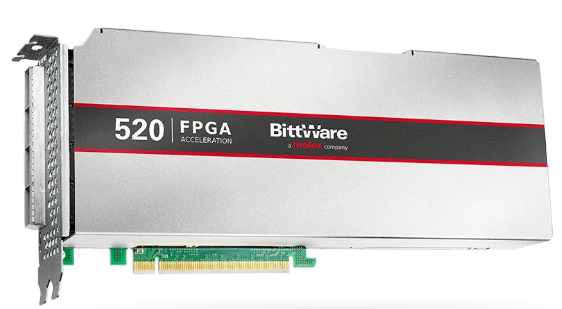 520 FPGA ACCELERATION
BittWare
a molex company